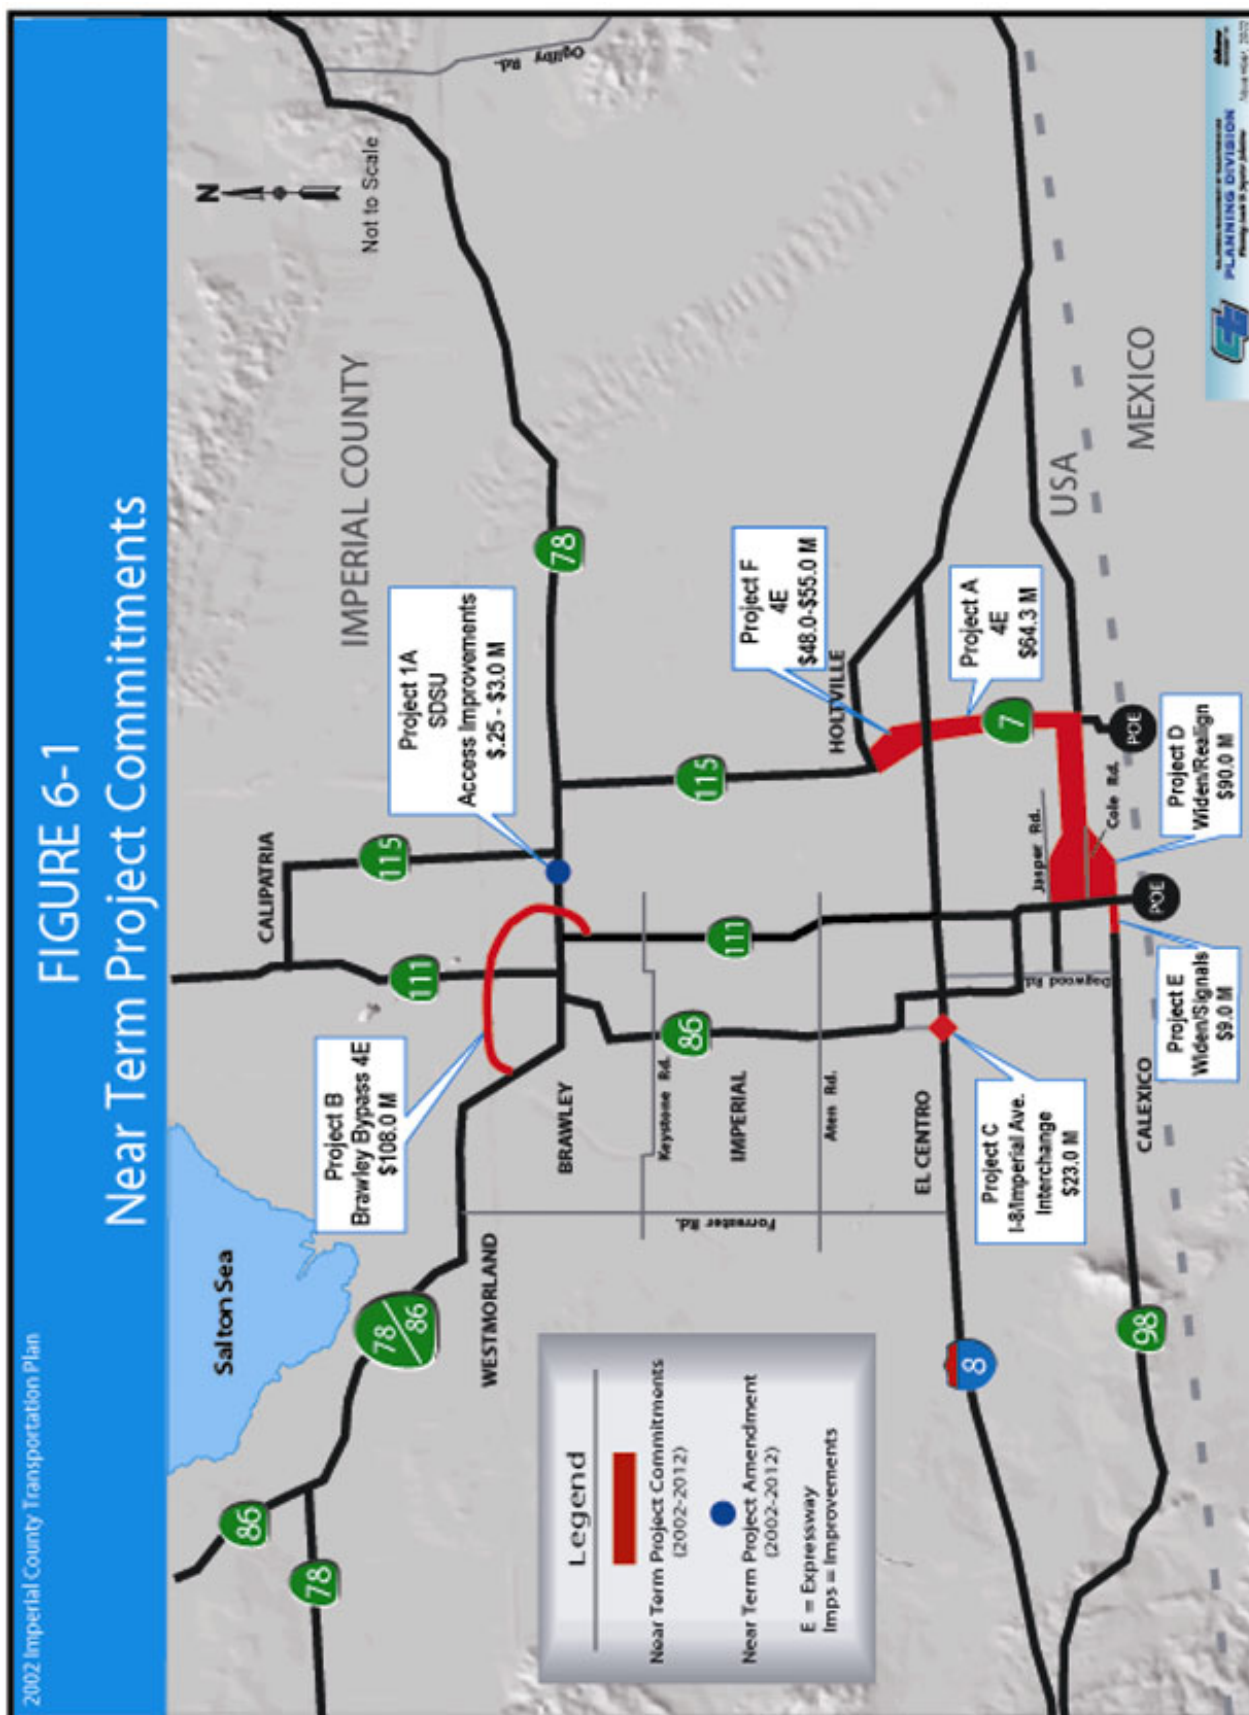 2002 Imperial County Transportation Plan
FIGURE 6-1
Near Term Project Commitments
Salton Sea
86
78
78/86
WESTMORLAND
Project B
Brawley Bypass 4E
$108.0 M
CALIPATRIA
111
115
Project 1A
SDSU
Access Improvements
$.25 - $3.0 M
IMPERIAL COUNTY
N
Not to Scale
Ogilby Rd.
78
BRAWLEY
Keystone Rd.
IMPERIAL
Forrester Rd.
Aten Rd.
86
111
115
HOLTVILLE
Project F
4E
$48.0-$55.0 M
Project A
4E
$64.3 M
7
EL CENTRO
Project C
I-8/Imperial Ave.
Interchange
$23.0 M
Dogwood Rd.
Jasper Rd.
Cole Rd.
CALEXICO
Project E
Widen/Signals
$9.0 M
POE
Project D
Widen/Realign
$90.0 M
POE
USA
MEXICO
8
98
Legend
Near Term Project Commitments
(2002-2012)
Near Term Project Amendment
(2002-2012)
E = Expressway
Imps = Improvements
PLANNING DIVISION